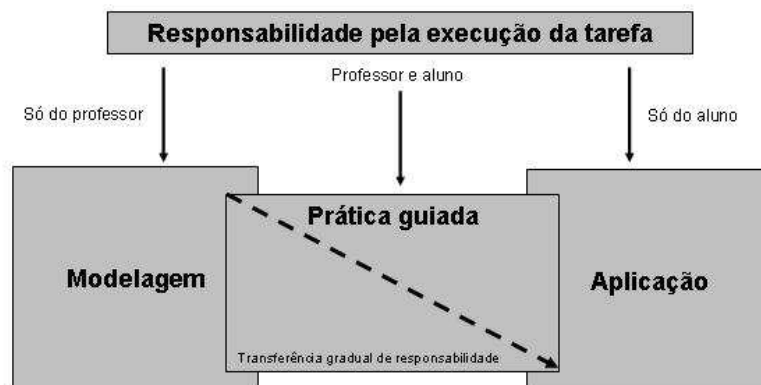 Responsabilidade pela execução da tarefa
Professor e aluno
Só do professor
Só do aluno
Prática guiada
Modelagem
Aplicação
Transferência gradual de responsabilidade